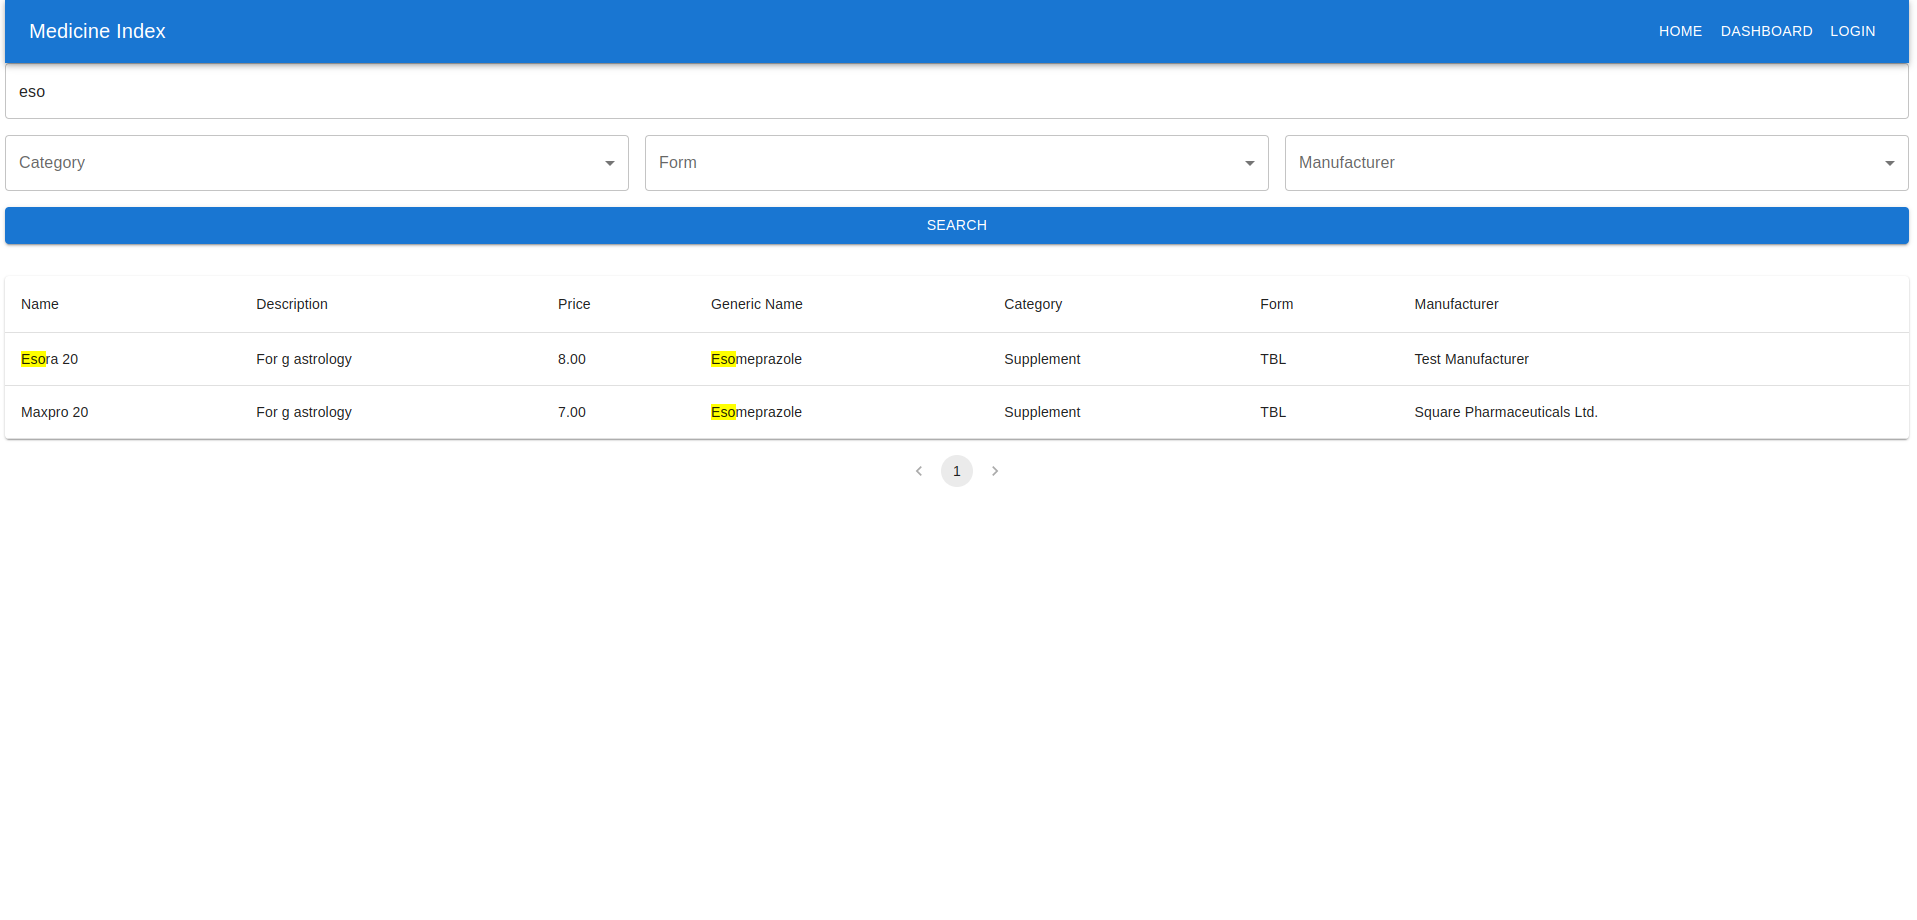 Medicine Index HOME DASHBOARD LOGIN
eso
Category Form Manufacturer
SEARCH
Name Description Price Generic Name Category Form Manufacturer
Esora 20 For g astrology 8.00 Esomeprazole Supplement TBL Test Manufacturer
Maxpro 20 For g astrology 7.00 Esomeprazole Supplement TBL Square Pharmaceuticals Ltd.
1